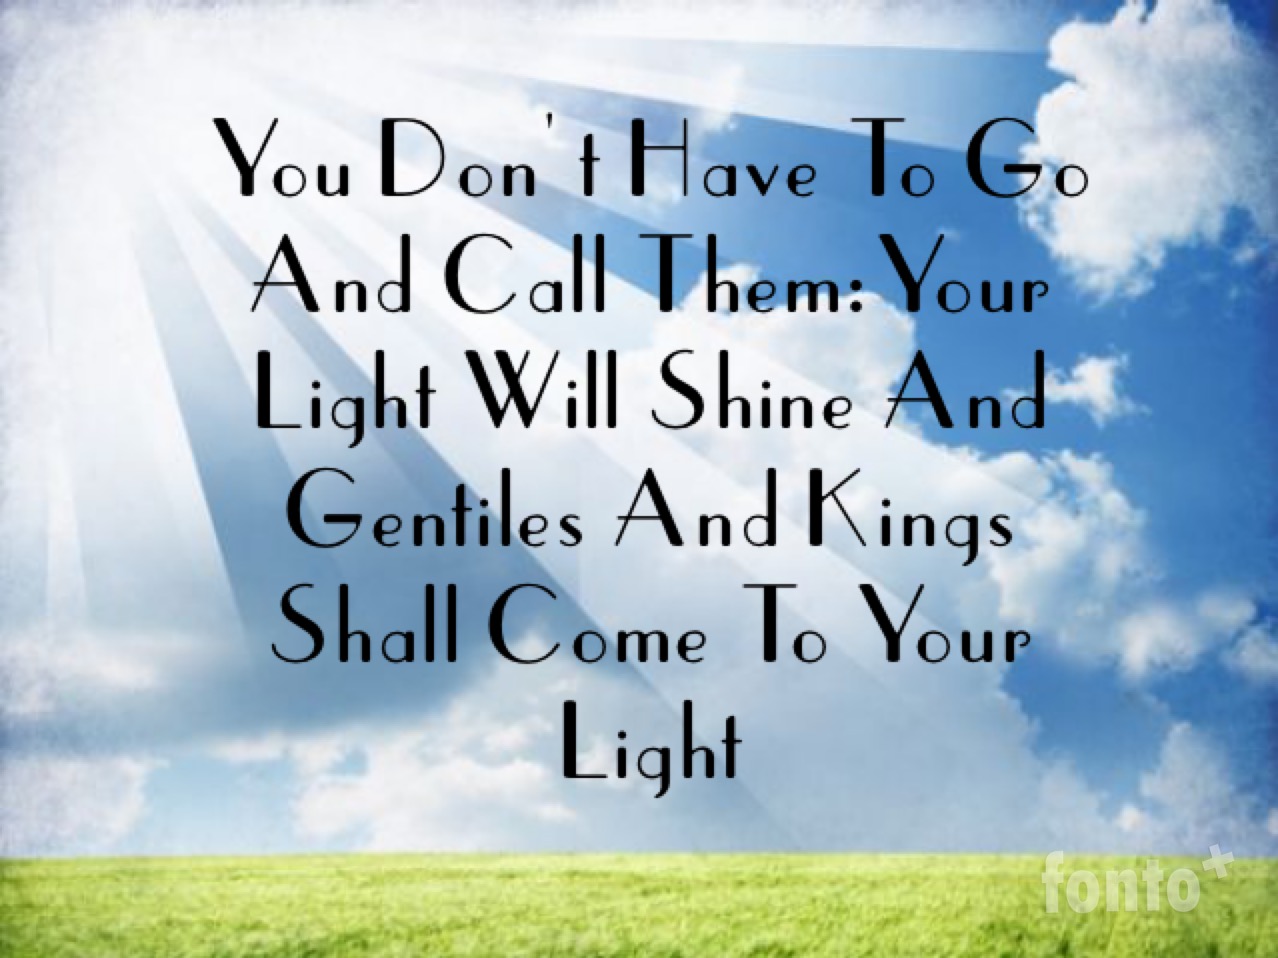 You Don't Have To Go
And Call Them: Your
Light Will Shine And
Gentiles And Kings
Shall Come To Your
Light
fonto+